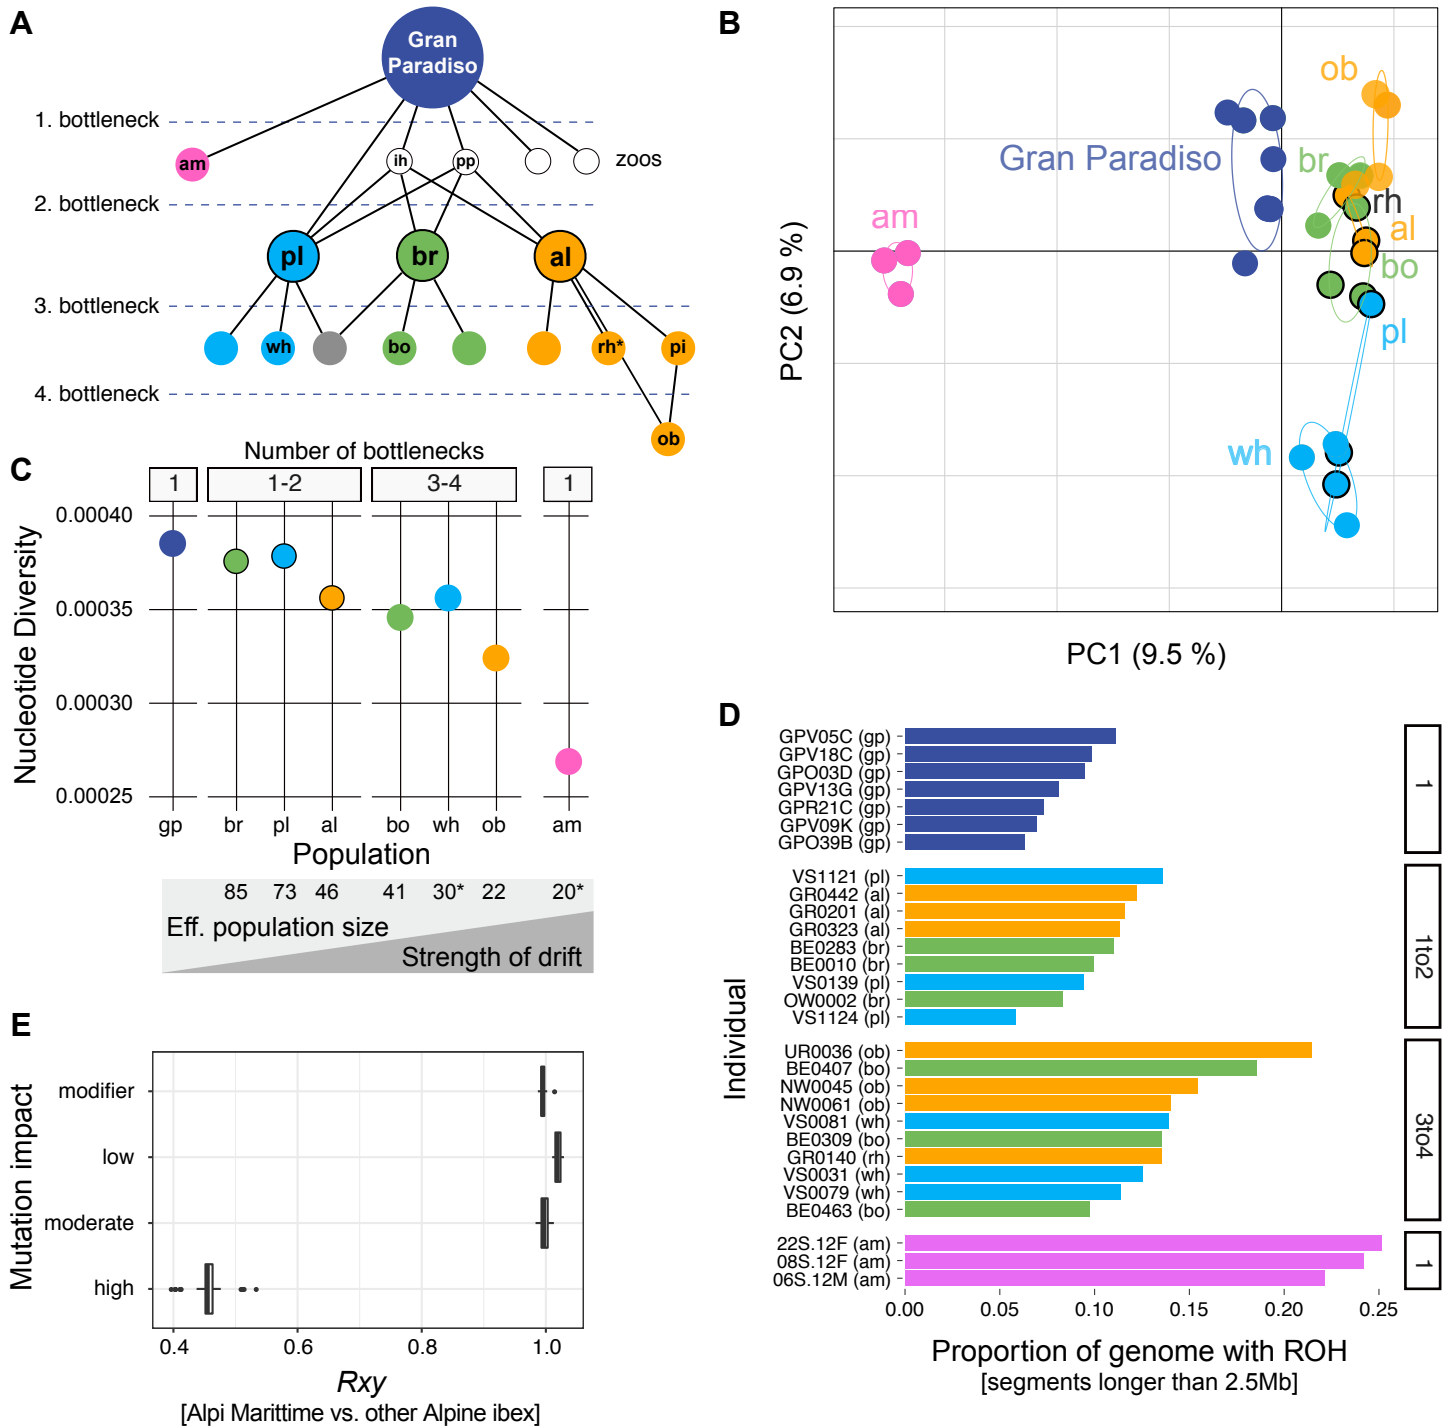 A
Gran
Paradiso
1. bottleneck
am
ih
pp
zoos
2. bottleneck
pl
br
al
3. bottleneck
wh
bo
rh*
pi
4. bottleneck
ob
B
PC2 (6.9 %)
ob
Gran Paradiso
br
rh
am
al
bo
pl
wh
PC1 (9.5 %)
C
Number of bottlenecks
1
1-2
3-4
1
Nucleotide Diversity
0.00040
0.00035
0.00030
0.00025
gp
br
pl
al
bo
wh
ob
am
Population
85
73
46
41
30*
22
20*
Eff. population size
Strength of drift
D
Individual
GPV05C (gp)
GPV18C (gp)
GPO03D (gp)
GPV13G (gp)
GPR21C (gp)
GPV09K (gp)
GPO39B (gp)
1
VS1121 (pl)
GR0442 (al)
GR0201 (al)
GR0323 (al)
BE0283 (br)
BE0010 (br)
VS0139 (pl)
OW0002 (br)
VS1124 (pl)
1to2
UR0036 (ob)
BE0407 (bo)
NW0045 (ob)
NW0061 (ob)
VS0081 (wh)
BE0309 (bo)
GR0140 (rh)
VS0031 (wh)
VS0079 (wh)
BE0463 (bo)
3to4
22S.12F (am)
08S.12F (am)
06S.12M (am)
1
0.00
0.05
0.10
0.15
0.20
0.25
Proportion of genome with ROH
[segments longer than 2.5Mb]
E
Mutation impact
modifier
low
moderate
high
0.4
0.6
0.8
1.0
Rxy
[Alpi Marittime vs. other Alpine ibex]